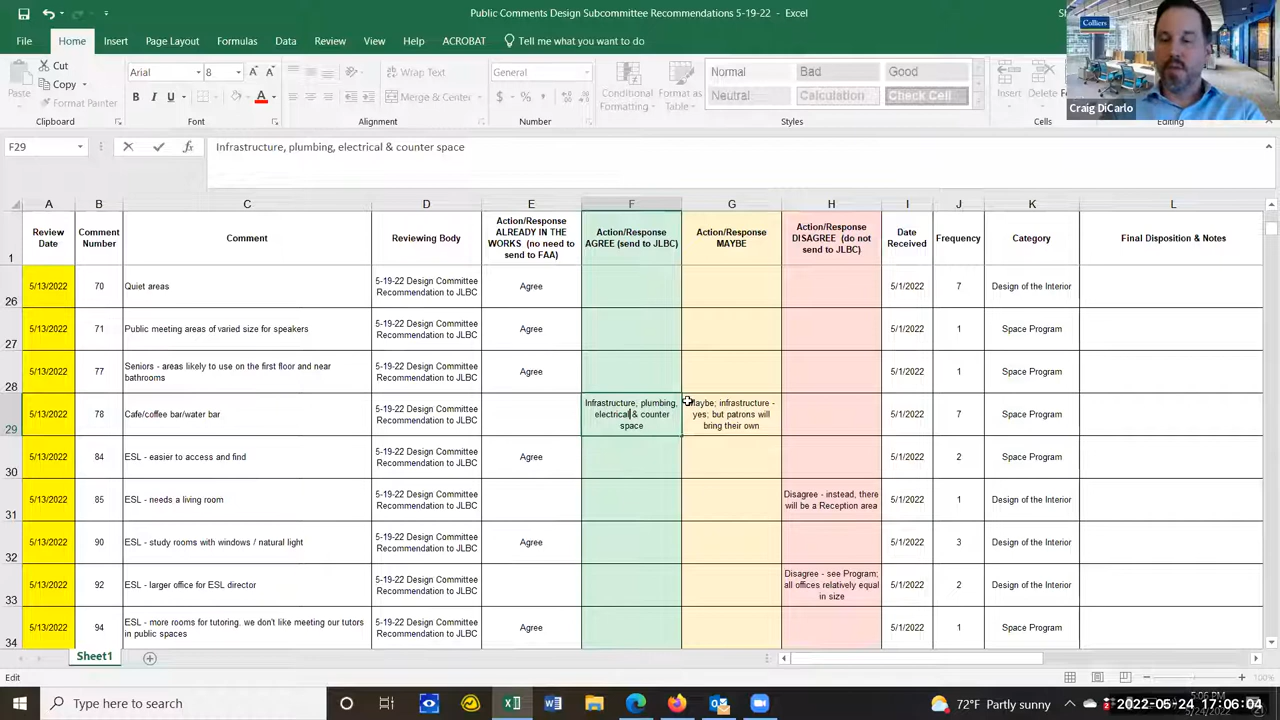 Public Comments Design Subcommittee Recommendations 5-19-22 - Excel
Colliers
File Home Insert Page Layout Formulas Data Review View Help ACROBAT Tell me what you want to do
Paste
Cut
Copy
Format Painter
Clipboard
Arial 8
B I U
Font
Wrap Text
Merge & Center
Alignment
General
Number
Conditional Formatting
Format as Table
Normal Bad Good
Neutral Calculation Check Cell
Styles
Insert Delete Format
Cells
Editing
Craig DiCarlo
F29 Infrastructure, plumbing, electrical & counter space
A B C D E F G H I J K L
1 Review Date Comment Number Comment Reviewing Body Action/Response ALREADY IN THE WORKS (no need to send to FAA) Action/Response AGREE (send to JLBC) Action/Response MAYBE Action/Response DISAGREE (do not send to JLBC) Date Received Frequency Category Final Disposition & Notes
26 5/13/2022 70 Quiet areas 5-19-22 Design Committee Recommendation to JLBC Agree 5/1/2022 7 Design of the Interior
27 5/13/2022 71 Public meeting areas of varied size for speakers 5-19-22 Design Committee Recommendation to JLBC Agree 5/1/2022 1 Space Program
28 5/13/2022 77 Seniors - areas likely to use on the first floor and near bathrooms 5-19-22 Design Committee Recommendation to JLBC Agree 5/1/2022 1 Space Program
29 5/13/2022 78 Cafe/coffee bar/water bar 5-19-22 Design Committee Recommendation to JLBC Infrastructure, plumbing, electrical & counter space Maybe; infrastructure - yes; but patrons will bring their own 5/1/2022 7 Space Program
30 5/13/2022 84 ESL - easier to access and find 5-19-22 Design Committee Recommendation to JLBC Agree 5/1/2022 2 Space Program
31 5/13/2022 85 ESL - needs a living room 5-19-22 Design Committee Recommendation to JLBC Disagree - instead, there will be a Reception area 5/1/2022 1 Design of the Interior
32 5/13/2022 90 ESL - study rooms with windows / natural light 5-19-22 Design Committee Recommendation to JLBC Agree 5/1/2022 3 Design of the Interior
33 5/13/2022 92 ESL - larger office for ESL director 5-19-22 Design Committee Recommendation to JLBC Disagree - see Program; all offices relatively equal in size 5/1/2022 2 Design of the Interior
34 5/13/2022 94 ESL - more rooms for tutoring, we don't like meeting our tutors in public spaces 5-19-22 Design Committee Recommendation to JLBC Agree 5/1/2022 1 Space Program
Sheet1
Edit
100%
Type here to search
72°F Partly sunny
5:06 PM
2022-05-24 17:06:04